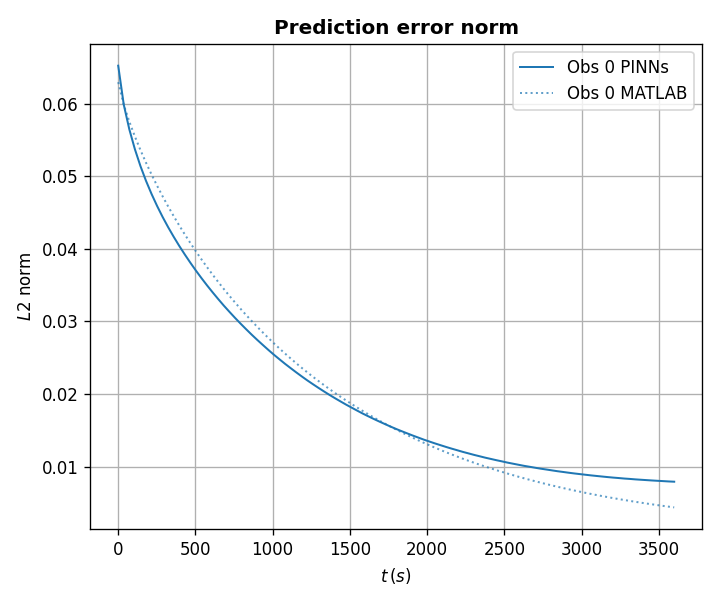 Prediction error norm
Obs 0 PINNs
Obs 0 MATLAB
L2 norm
0.06
0.05
0.04
0.03
0.02
0.01
0 500 1000 1500 2000 2500 3000 3500
t (s)